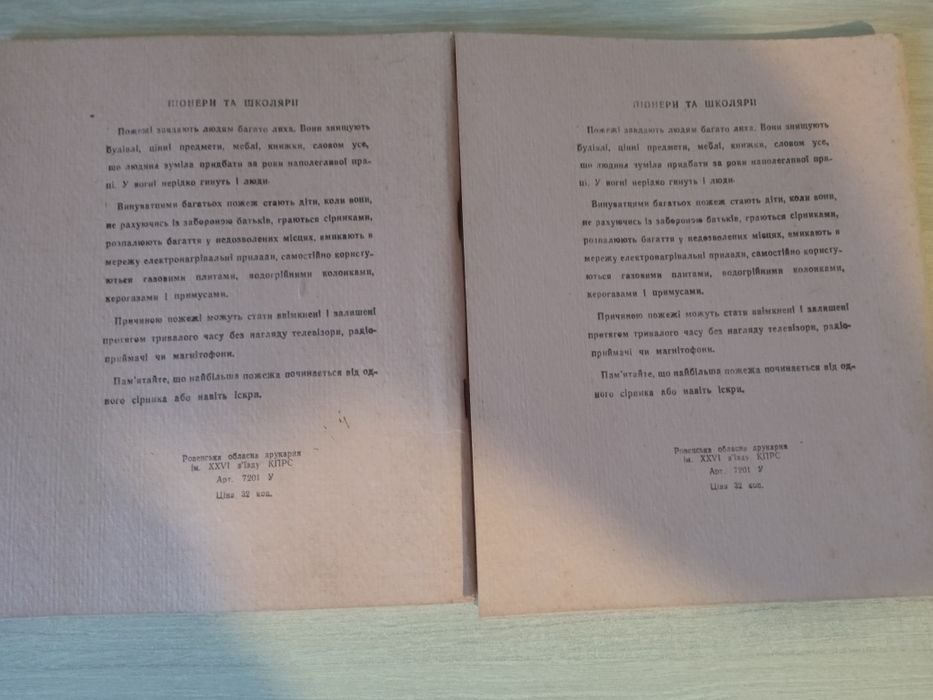 ПІОНЕРИ ТА ШКОЛЯРІ
Пожежі завдають людям багато лиха. Вони знищують
будівлі, цінні предмети, меблі, книжки, словом усе,
що людина зуміла придбати за роки наполегливої пра-
ці. У вогні нерідко гинуть і люди.
Винуватцями багатьох пожеж стають діти, коли вони,
не рахуючись із забороною батьків, граються сірниками,
розпалюють багаття у недозволених місцях, вмикають в
мережу електронагрівальні прилади, самостійно користу-
ються газовими плитами, водогрійними колонками,
керогазами і примусами.
Причиною пожежі можуть стати ввімкнені і залишені
протягом тривалого часу без нагляду телевізори, радіо-
приймачі чи магнітофони.
Пам'ятайте, що найбільша пожежа починається від од-
ного сірника або навіть іскри.
Ровенська обласна друкарня
ім. XXVI з'їзду КПРС
Арт. 7201 У
Ціна 32 коп.
ПІОНЕРИ ТА ШКОЛЯРІ
Пожежі завдають людям багато лиха. Вони знищують
будівлі, цінні предмети, меблі, книжки, словом усе,
що людина зуміла придбати за роки наполегливої пра-
ці. У вогні нерідко гинуть і люди.
Винуватцями багатьох пожеж стають діти, коли вони,
не рахуючись із забороною батьків, граються сірниками,
розпалюють багаття у недозволених місцях, вмикають в
мережу електронагрівальні прилади, самостійно користу-
ються газовими плитами, водогрійними колонками,
керогазами і примусами.
Причиною пожежі можуть стати ввімкнені і залишені
протягом тривалого часу без нагляду телевізори, радіо-
приймачі чи магнітофони.
Пам'ятайте, що найбільша пожежа починається від од-
ного сірника або навіть іскри.
Ровенська обласна друкарня
ім. XXVI з'їзду КПРС
Арт. 7201 У
Ціна 32 коп.